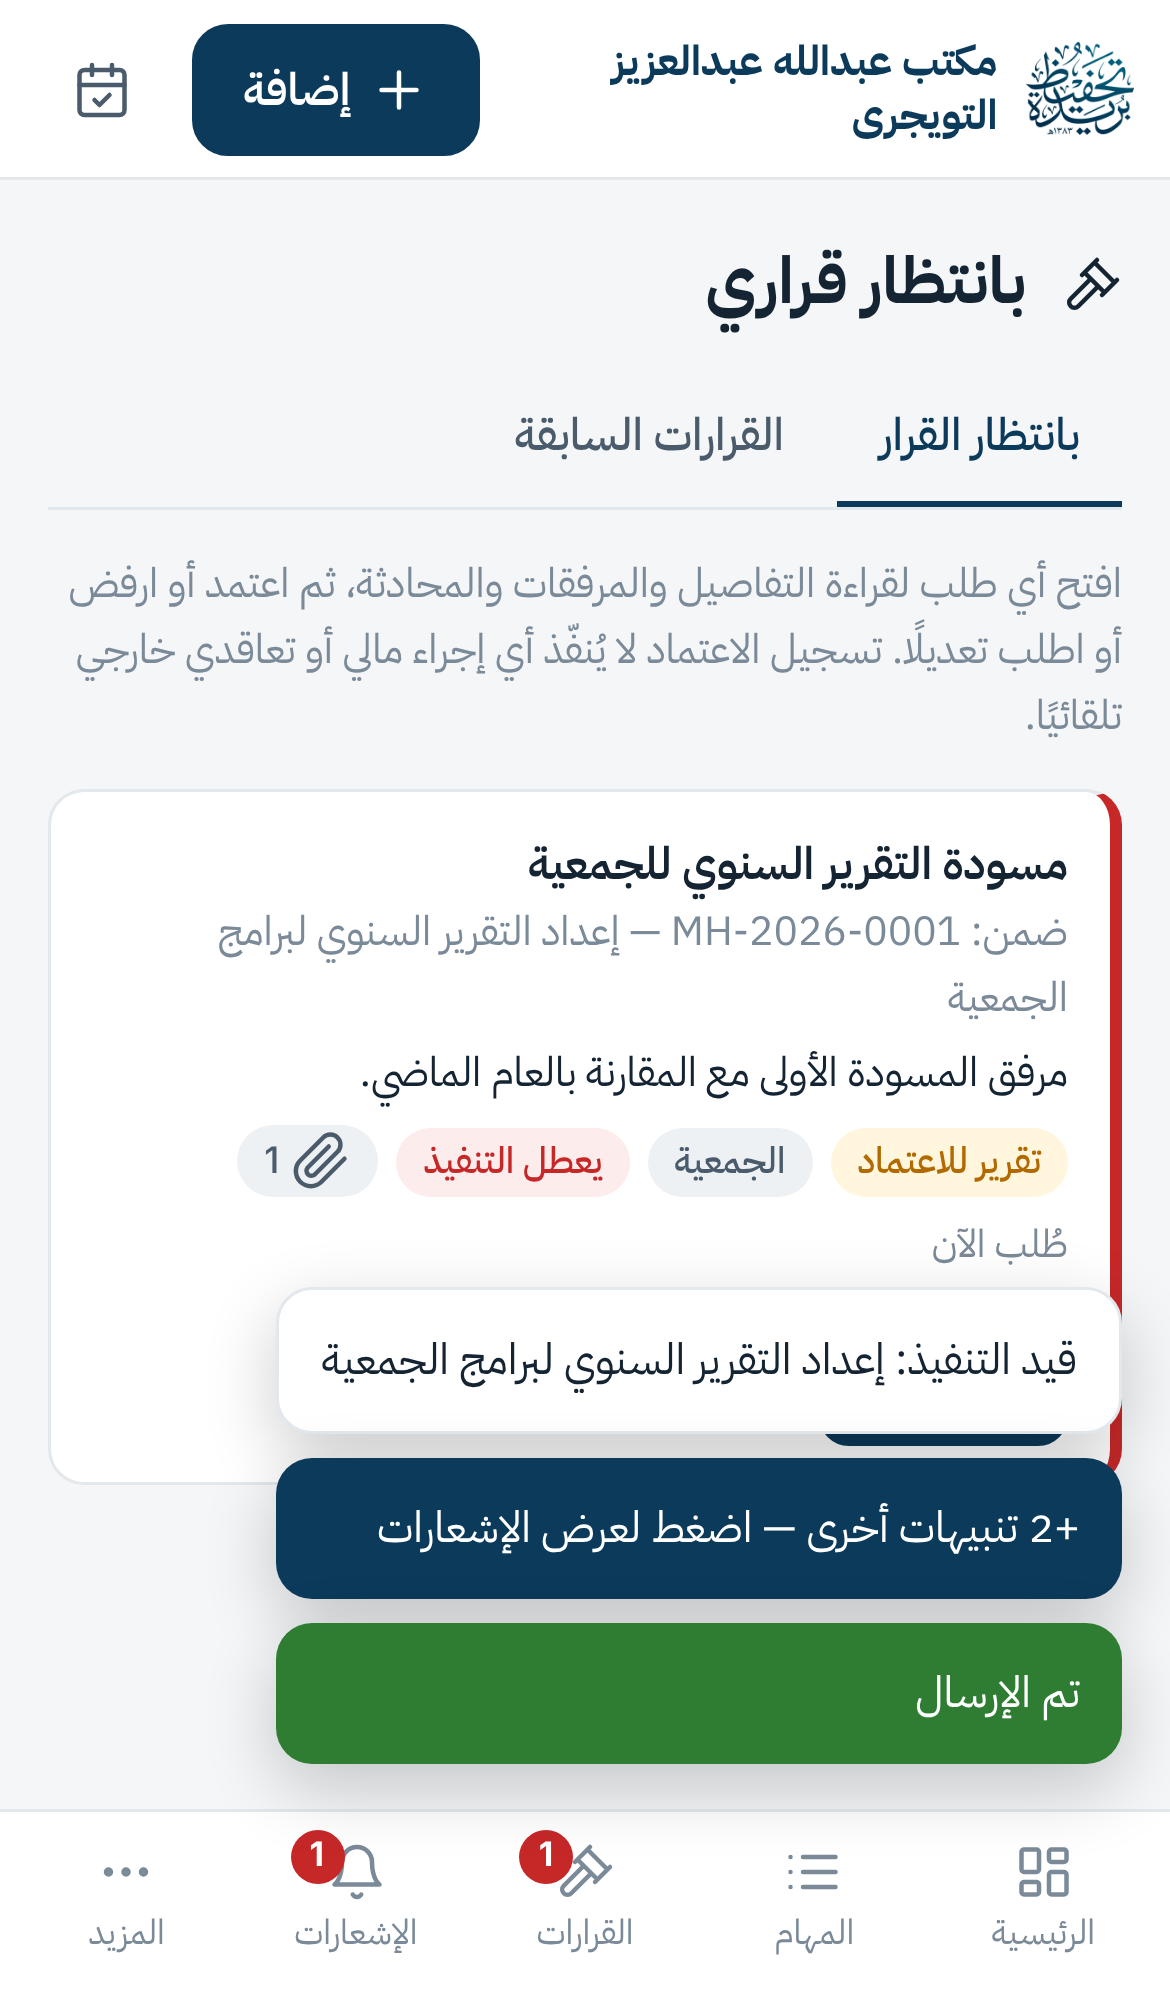 تحفيظ بريدة
١٣٨٣هـ
مكتب عبدالله عبدالعزيز
التويجرى
إضافة
بانتظار قراري
بانتظار القرار
القرارات السابقة
افتح أي طلب لقراءة التفاصيل والمرفقات والمحادثة، ثم اعتمد أو ارفض
أو اطلب تعديلًا. تسجيل الاعتماد لا يُنفّذ أي إجراء مالي أو تعاقدي خارجي
تلقائيًا.
مسودة التقرير السنوي للجمعية
ضمن: MH-2026-0001 — إعداد التقرير السنوي لبرامج
الجمعية
مرفق المسودة الأولى مع المقارنة بالعام الماضي.
تقرير للاعتماد
الجمعية
يعطل التنفيذ
1
طُلب الآن
قيد التنفيذ: إعداد التقرير السنوي لبرامج الجمعية
+2 تنبيهات أخرى — اضغط لعرض الإشعارات
تم الإرسال
الرئيسية
المهام
1
القرارات
1
الإشعارات
المزيد